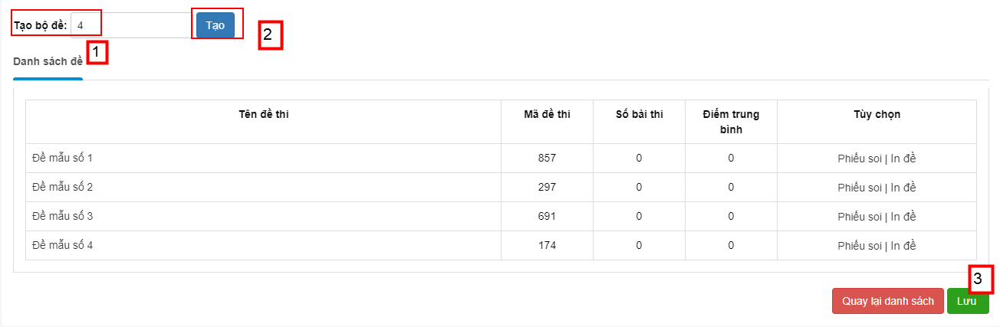 Tạo bộ đề: 4 Tạo 2
1
Danh sách đề
Tên đề thi Mã đề thi Số bài thi Điểm trung
bình Tùy chọn
Đề mẫu số 1 857 0 0 Phiếu soi | In đề
Đề mẫu số 2 297 0 0 Phiếu soi | In đề
Đề mẫu số 3 691 0 0 Phiếu soi | In đề
Đề mẫu số 4 174 0 0 Phiếu soi | In đề
3
Quay lại danh sách Lưu